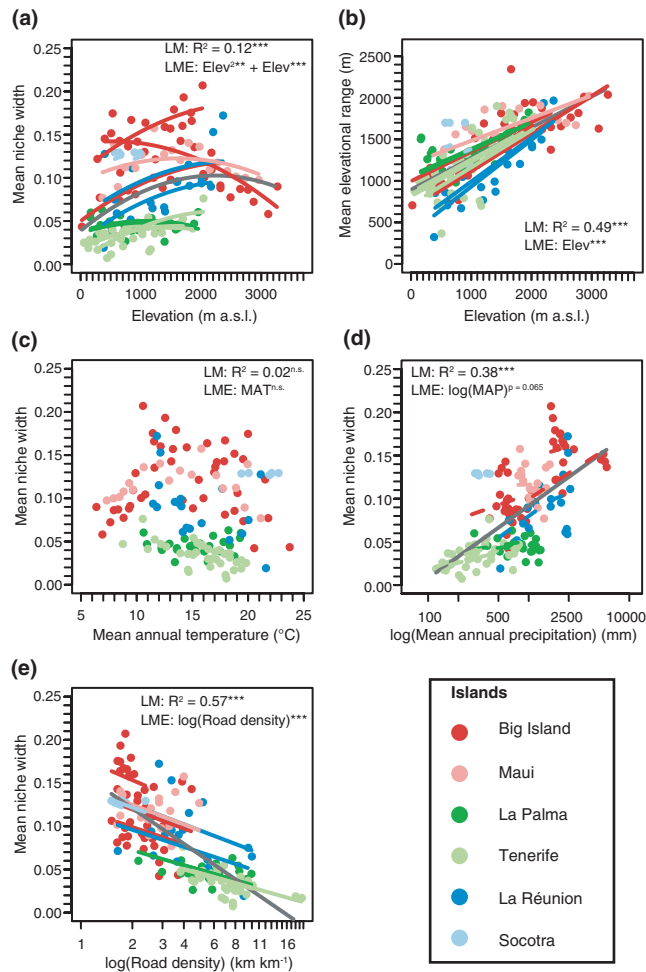 (a)
LM: R² = 0.12***
LME: Elev²** + Elev***
0.25
0.20
0.15
0.10
0.05
0.00
Mean niche width
0
1000
2000
3000
Elevation (m a.s.l.)
(b)
2500
2000
1500
1000
500
0
Mean elevational range (m)
LM: R² = 0.49***
LME: Elev***
0
1000
2000
3000
Elevation (m a.s.l.)
(c)
LM: R² = 0.02n.s.
LME: MATn.s.
0.25
0.20
0.15
0.10
0.05
0.00
Mean niche width
5
10
15
20
25
Mean annual temperature (°C)
(d)
LM: R² = 0.38***
LME: log(MAP)p = 0.065
0.25
0.20
0.15
0.10
0.05
0.00
Mean niche width
100
500
2500
10000
log(Mean annual precipitation) (mm)
(e)
LM: R² = 0.57***
LME: log(Road density)***
0.25
0.20
0.15
0.10
0.05
0.00
Mean niche width
1
2
3
4
5
6
8
11
16
log(Road density) (km km⁻¹)
Islands
Big Island
Maui
La Palma
Tenerife
La Réunion
Socotra